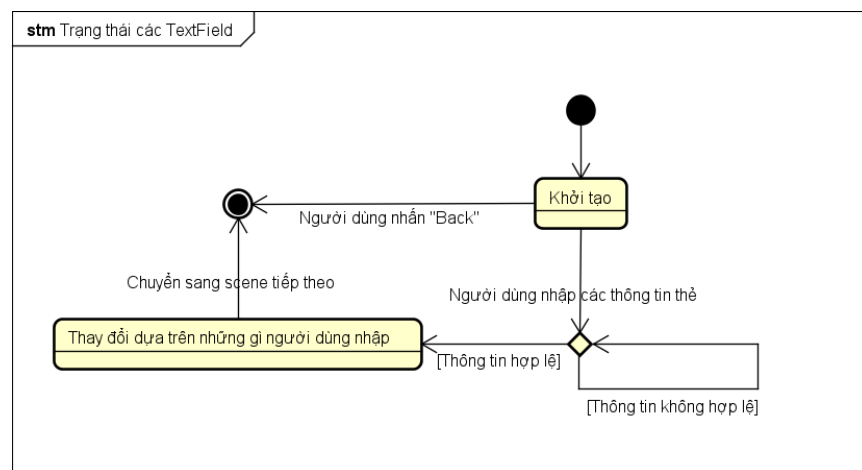 stm Trạng thái các TextField
Khởi tạo
Người dùng nhấn "Back"
Chuyển sang scene tiếp theo
Người dùng nhập các thông tin thẻ
Thay đổi dựa trên những gì người dùng nhập
[Thông tin hợp lệ]
[Thông tin không hợp lệ]